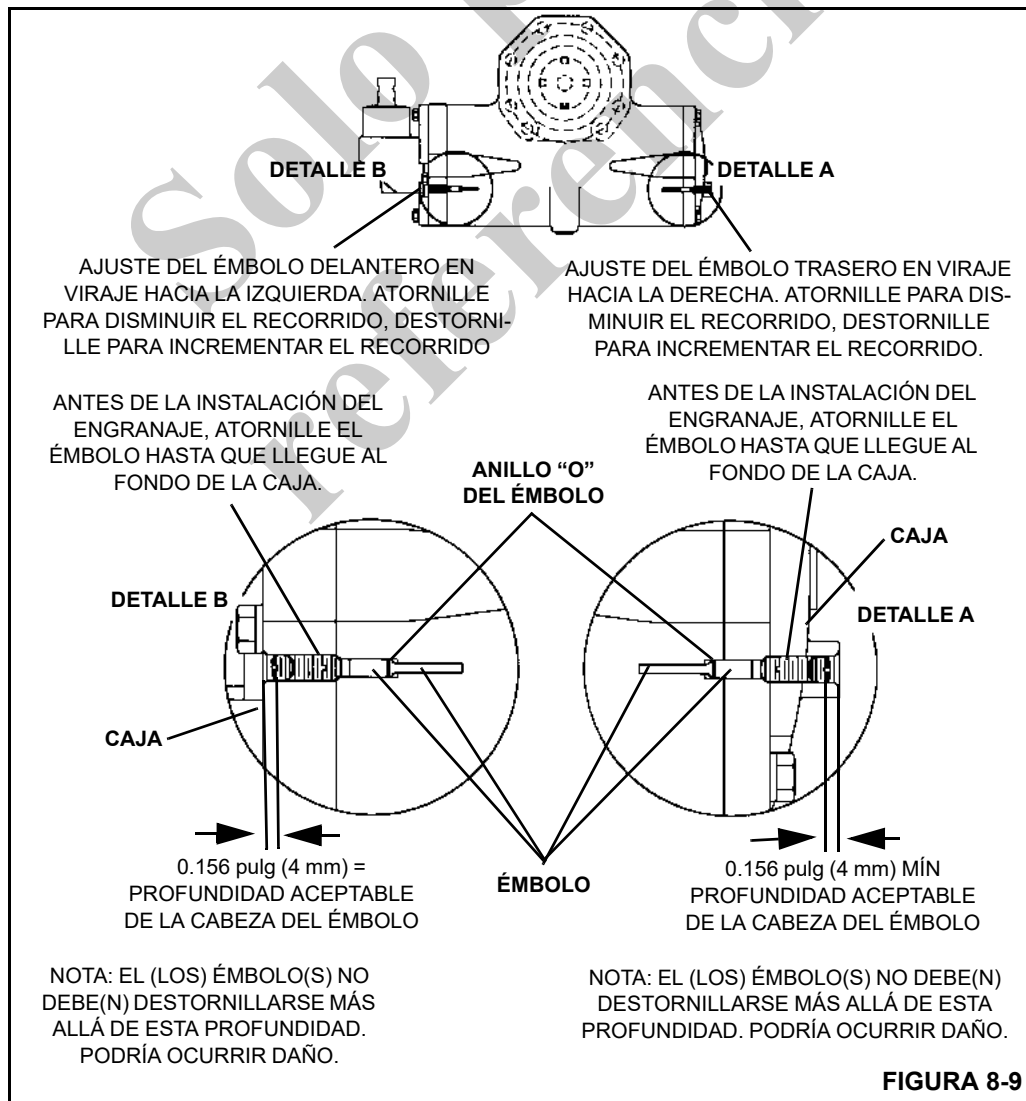 Solo p
referenci
DETALLE B
DETALLE A
AJUSTE DEL ÉMBOLO DELANTERO EN
VIRAJE HACIA LA IZQUIERDA. ATORNILLE
PARA DISMINUIR EL RECORRIDO, DESTORNI-
LLE PARA INCREMENTAR EL RECORRIDO
AJUSTE DEL ÉMBOLO TRASERO EN VIRAJE
HACIA LA DERECHA. ATORNILLE PARA DIS-
MINUIR EL RECORRIDO, DESTORNILLE
PARA INCREMENTAR EL RECORRIDO.
ANTES DE LA INSTALACIÓN DEL
ENGRANAJE, ATORNILLE EL
ÉMBOLO HASTA QUE LLEGUE AL
FONDO DE LA CAJA.
ANTES DE LA INSTALACIÓN DEL
ENGRANAJE, ATORNILLE EL
ÉMBOLO HASTA QUE LLEGUE AL
FONDO DE LA CAJA.
ANILLO “O”
DEL ÉMBOLO
CAJA
DETALLE B
DETALLE A
CAJA
0.156 pulg (4 mm) =
PROFUNDIDAD ACEPTABLE
DE LA CABEZA DEL ÉMBOLO
ÉMBOLO
0.156 pulg (4 mm) MÍN
PROFUNDIDAD ACEPTABLE
DE LA CABEZA DEL ÉMBOLO
NOTA: EL (LOS) ÉMBOLO(S) NO
DEBE(N) DESTORNILLARSE MÁS
ALLÁ DE ESTA PROFUNDIDAD.
PODRÍA OCURRIR DAÑO.
NOTA: EL (LOS) ÉMBOLO(S) NO DEBE(N)
DESTORNILLARSE MÁS ALLÁ DE ESTA
PROFUNDIDAD. PODRÍA OCURRIR DAÑO.
FIGURA 8-9